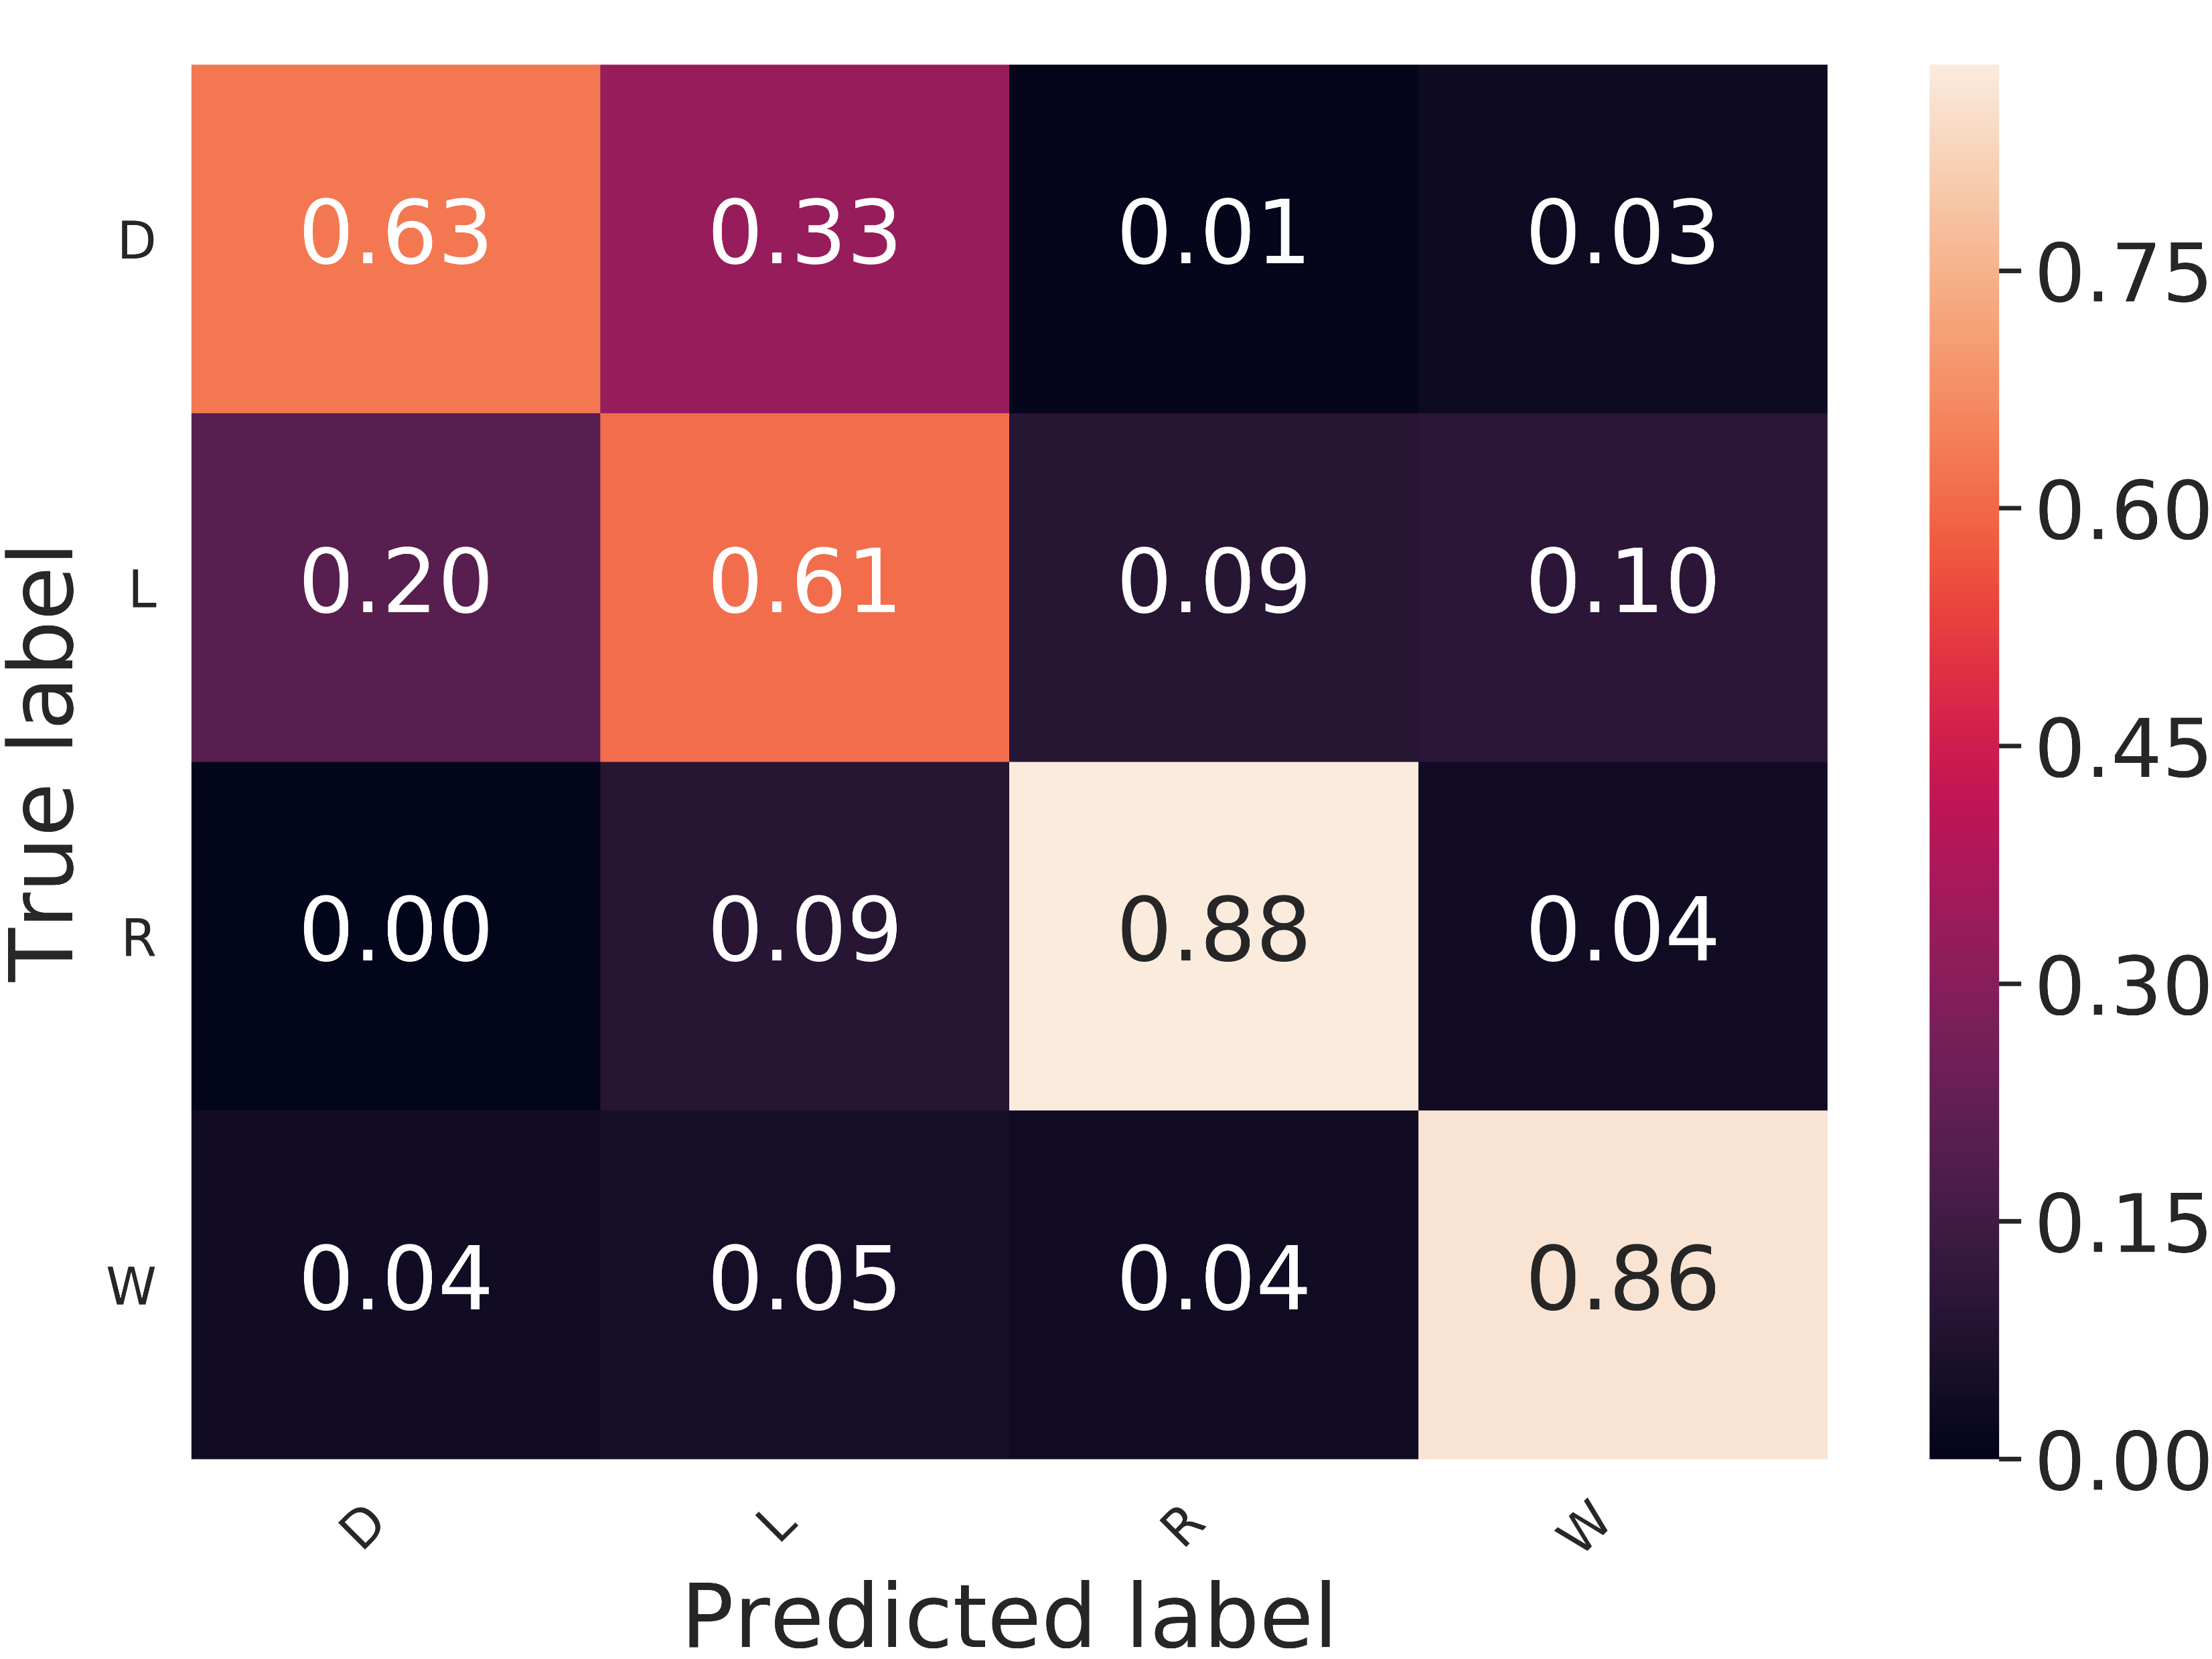 True label
D 0.63 0.33 0.01 0.03
L 0.20 0.61 0.09 0.10
R 0.00 0.09 0.88 0.04
W 0.04 0.05 0.04 0.86
D L R W
Predicted label
0.75
0.60
0.45
0.30
0.15
0.00